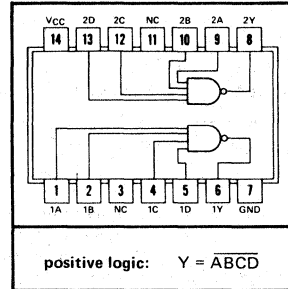 VCC 2D 2C NC 2B 2A 2Y
14 13 12 11 10 9 8
1 2 3 4 5 6 7
1A 1B NC 1C 1D 1Y GND
positive logic: Y = A̅B̅C̅D̅